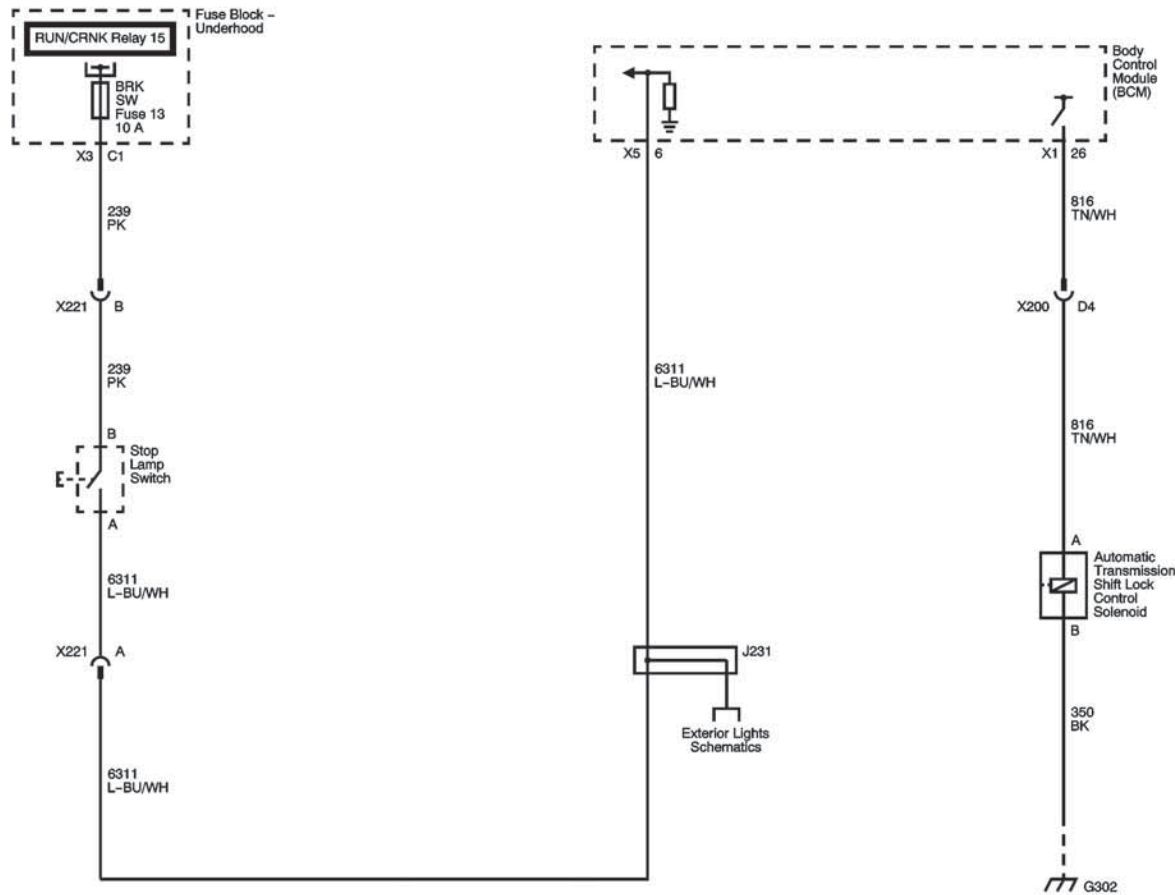 Fuse Block –
Underhood
RUN/CRNK Relay 15
BRK
SW
Fuse 13
10 A
X3 C1
239
PK
X221 B
239
PK
B
Stop
Lamp
Switch
A
6311
L-BU/WH
X221 A
6311
L-BU/WH
Body
Control
Module
(BCM)
X5 6
X1 26
6311
L-BU/WH
J231
Exterior Lights
Schematics
816
TN/WH
X200 D4
816
TN/WH
A
Automatic
Transmission
Shift Lock
Control
Solenoid
B
350
BK
G302